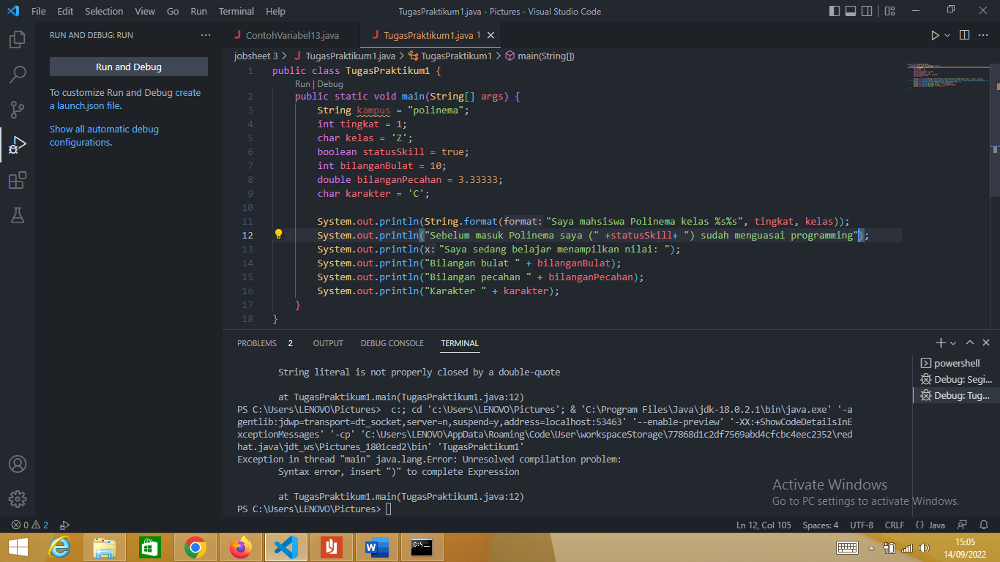 File Edit Selection View Go Run Terminal Help
TugasPraktikum1.java - Pictures - Visual Studio Code
RUN AND DEBUG: RUN ···
Run and Debug
To customize Run and Debug create
a launch.json file.
Show all automatic debug
configurations.
J ContohVariabel13.java
J TugasPraktikum1.java 1
jobsheet 3 > J TugasPraktikum1.java > TugasPraktikum1 > main(String[])
1 public class TugasPraktikum1 {
Run | Debug
2 public static void main(String[] args) {
3 String kampus = "polinema";
4 int tingkat = 1;
5 char kelas = 'Z';
6 boolean statusSkill = true;
7 int bilanganBulat = 10;
8 double bilanganPecahan = 3.33333;
9 char karakter = 'C';
10
11 System.out.println(String.format(format: "Saya mahsiswa Polinema kelas %s%s", tingkat, kelas));
12 System.out.println("Sebelum masuk Polinema saya (" +statusSkill+ ") sudah menguasai programming");
13 System.out.println(x: "Saya sedang belajar menampilkan nilai: ");
14 System.out.println("Bilangan bulat " + bilanganBulat);
15 System.out.println("Bilangan pecahan " + bilanganPecahan);
16 System.out.println("Karakter " + karakter);
17 }
18 }
PROBLEMS 2 OUTPUT DEBUG CONSOLE TERMINAL
String literal is not properly closed by a double-quote
at TugasPraktikum1.main(TugasPraktikum1.java:12)
PS C:\Users\LENOVO\Pictures> c:; cd 'c:\Users\LENOVO\Pictures'; & 'C:\Program Files\Java\jdk-18.0.2.1\bin\java.exe' '-a
gentlib:jdwp=transport=dt_socket,server=n,suspend=y,address=localhost:53463' '--enable-preview' '-XX:+ShowCodeDetailsInE
xceptionMessages' '-cp' 'C:\Users\LENOVO\AppData\Roaming\Code\User\workspaceStorage\77868d1c2df7569abd4cfcbc4eec2352\red
hat.java\jdt_ws\Pictures_1801ced2\bin' 'TugasPraktikum1'
Exception in thread "main" java.lang.Error: Unresolved compilation problem:
Syntax error, insert ")" to complete Expression
at TugasPraktikum1.main(TugasPraktikum1.java:12)
PS C:\Users\LENOVO\Pictures>
powershell
Debug: Segi...
Debug: Tug...
Activate Windows
Go to PC settings to activate Windows.
0 2
Ln 12, Col 105 Spaces: 4 UTF-8 CRLF {} Java
15:05
14/09/2022